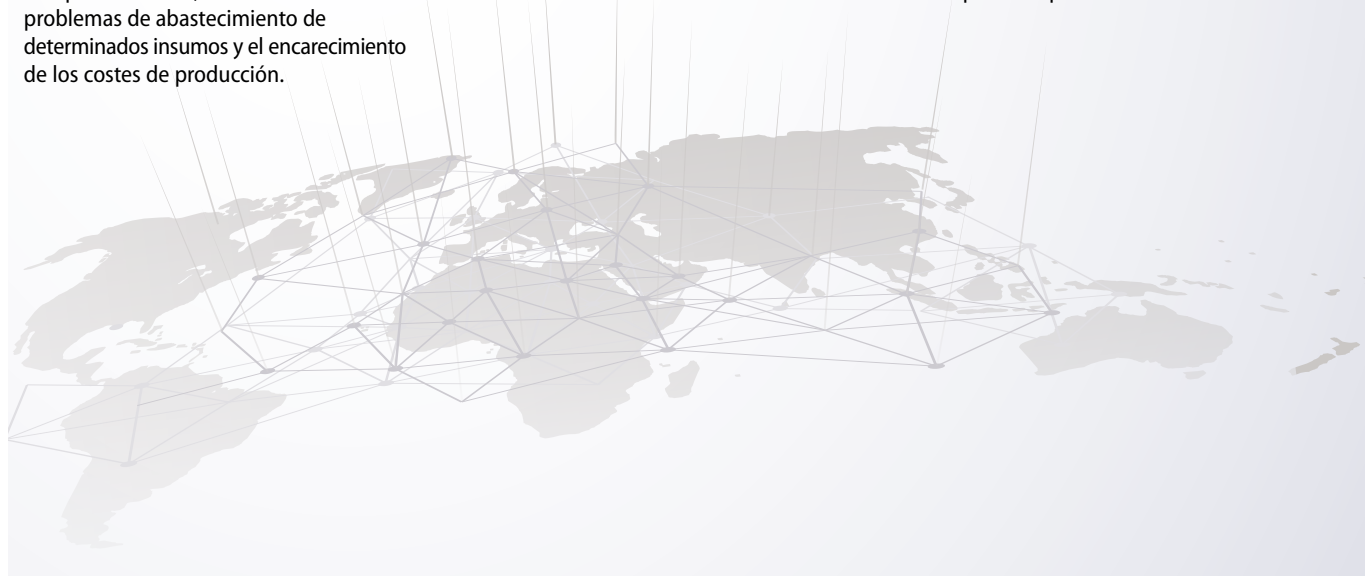 problemas de abastecimiento de
determinados insumos y el encarecimiento
de los costes de producción.